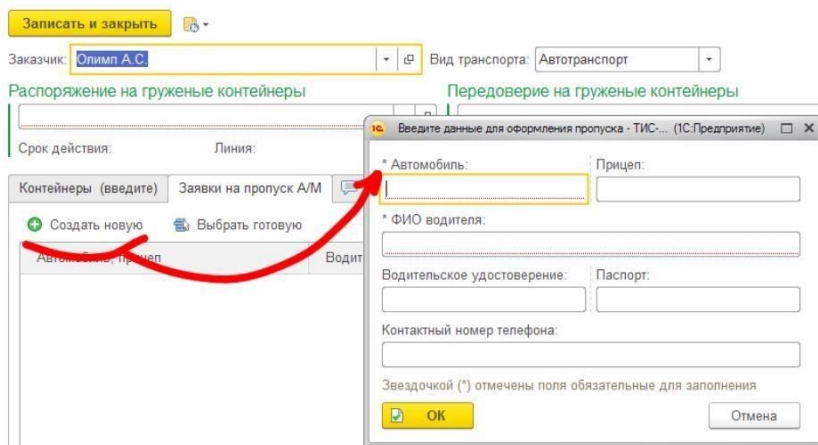 Записать и закрыть
Заказчик: Олимп А.С. Вид транспорта: Автотранспорт
Распоряжение на груженые контейнеры Передоверие на груженые контейнеры
Срок действия: Линия:
Контейнеры (введите) Заявки на пропуск А/М
Создать новую Выбрать готовую
Автомобиль, прицеп Водит
1С Введите данные для оформления пропуска - ТИС-... (1С:Предприятие)
* Автомобиль: Прицеп:
* ФИО водителя:
Водительское удостоверение: Паспорт:
Контактный номер телефона:
Звездочкой (*) отмечены поля обязательные для заполнения
ОК Отмена